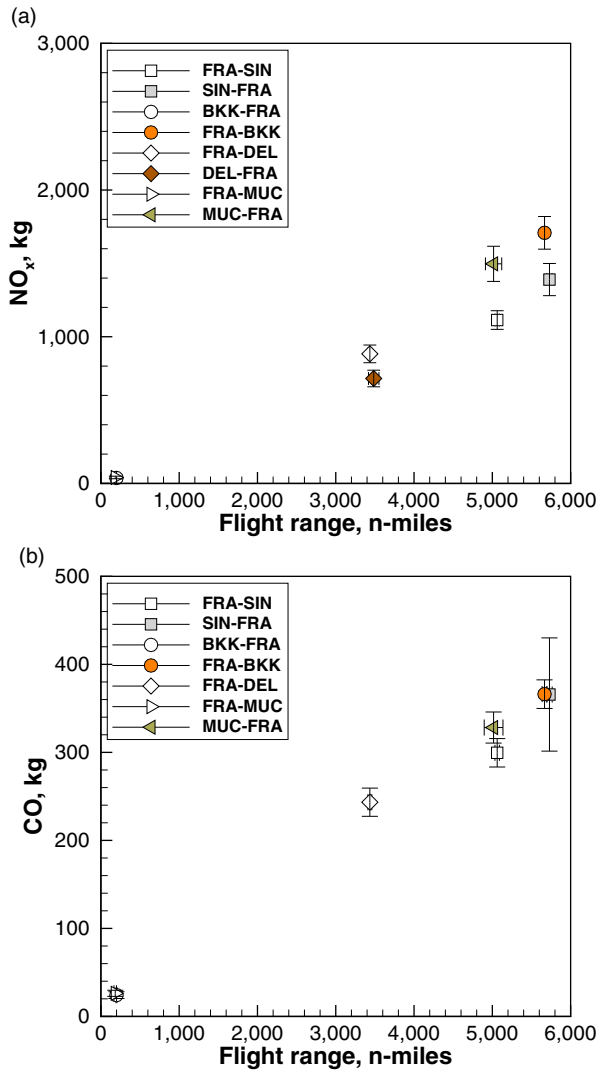 (a)
3,000
2,000
1,000
0
NOx, kg
FRA-SIN
SIN-FRA
BKK-FRA
FRA-BKK
FRA-DEL
DEL-FRA
FRA-MUC
MUC-FRA
0 1,000 2,000 3,000 4,000 5,000 6,000
Flight range, n-miles
(b)
500
400
300
200
100
0
CO, kg
FRA-SIN
SIN-FRA
BKK-FRA
FRA-BKK
FRA-DEL
FRA-MUC
MUC-FRA
0 1,000 2,000 3,000 4,000 5,000 6,000
Flight range, n-miles